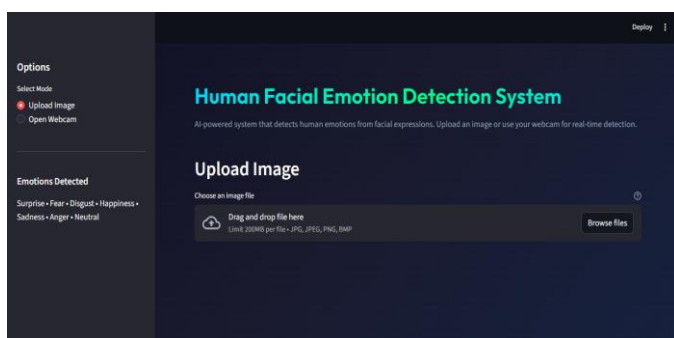 Deploy
Options
Select Mode
Upload Image
Open Webcam
Emotions Detected
Surprise • Fear • Disgust • Happiness •
Sadness • Anger • Neutral
Human Facial Emotion Detection System
AI-powered system that detects human emotions from facial expressions. Upload an image or use your webcam for real-time detection.
Upload Image
Choose an image file
Drag and drop file here
Limit 200MB per file • JPG, JPEG, PNG, BMP
Browse files